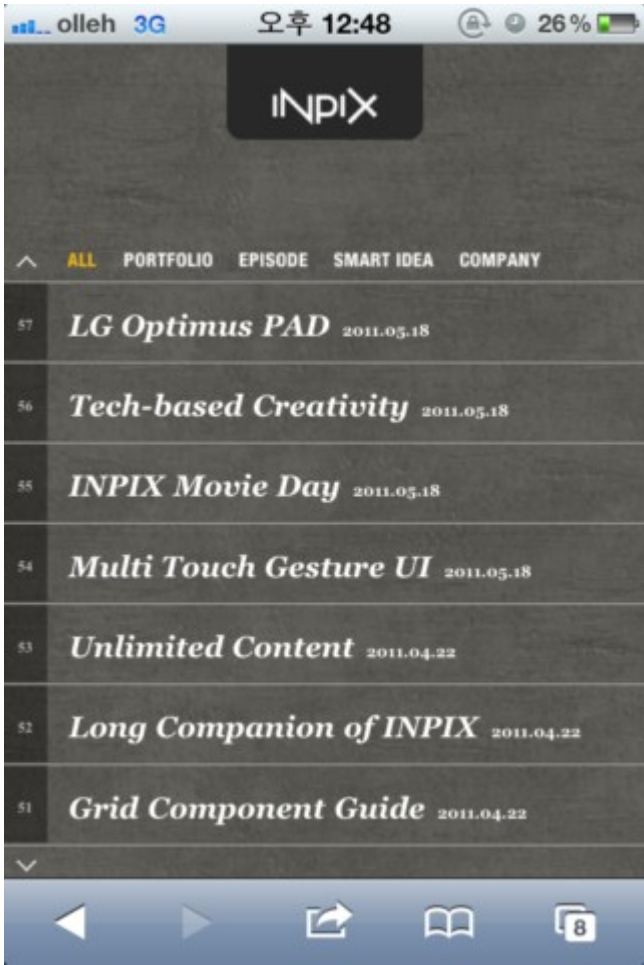 olleh 3G 오후 12:48 26%
INPIX
ALL PORTFOLIO EPISODE SMART IDEA COMPANY
57 LG Optimus PAD 2011.05.18
56 Tech-based Creativity 2011.05.18
55 INPIX Movie Day 2011.05.18
54 Multi Touch Gesture UI 2011.05.18
53 Unlimited Content 2011.04.22
52 Long Companion of INPIX 2011.04.22
51 Grid Component Guide 2011.04.22
8